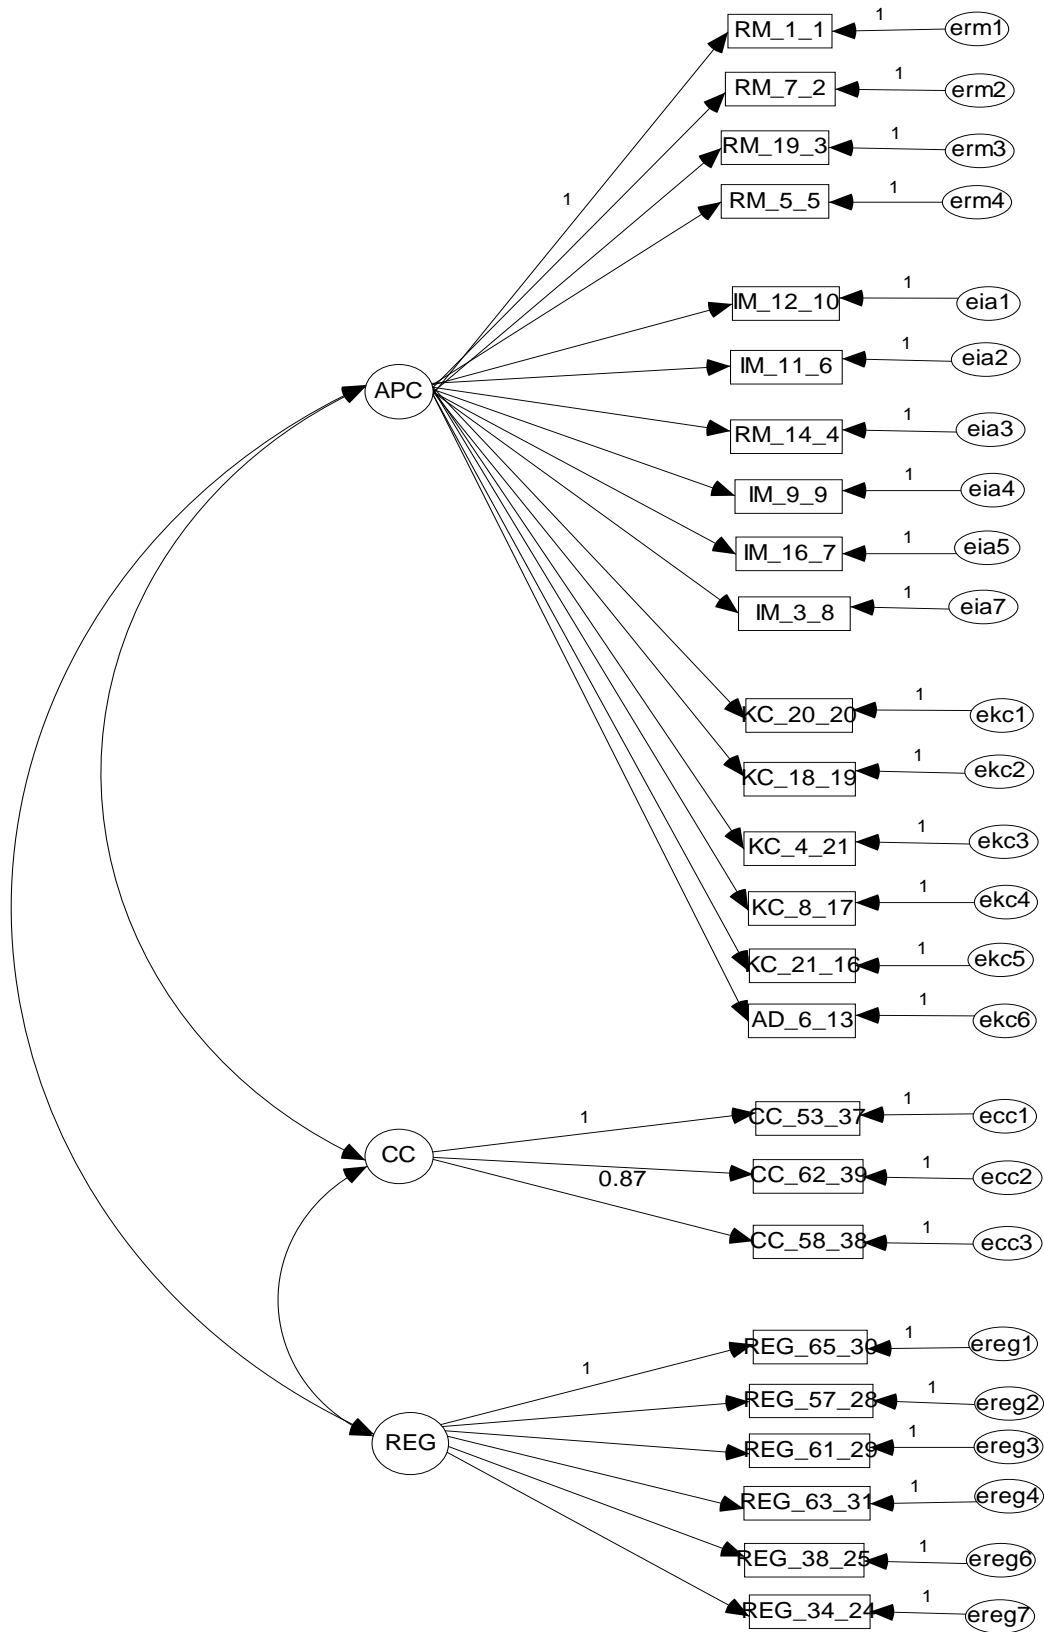 RM_1_1 1 erm1
RM_7_2 1 erm2
RM_19_3 1 erm3
1 RM_5_5 1 erm4
IM_12_10 1 eia1
IM_11_6 1 eia2
APC
RM_14_4 1 eia3
IM_9_9 1 eia4
IM_16_7 1 eia5
IM_3_8 1 eia7
KC_20_20 1 ekc1
KC_18_19 1 ekc2
KC_4_21 1 ekc3
KC_8_17 1 ekc4
KC_21_16 1 ekc5
AD_6_13 1 ekc6
1 CC_53_37 1 ecc1
CC
0.87 CC_62_39 1 ecc2
CC_58_38 1 ecc3
1 REG_65_30 1 ereg1
REG_57_28 1 ereg2
REG
REG_61_29 1 ereg3
REG_63_31 1 ereg4
REG_38_25 1 ereg6
REG_34_24 1 ereg7